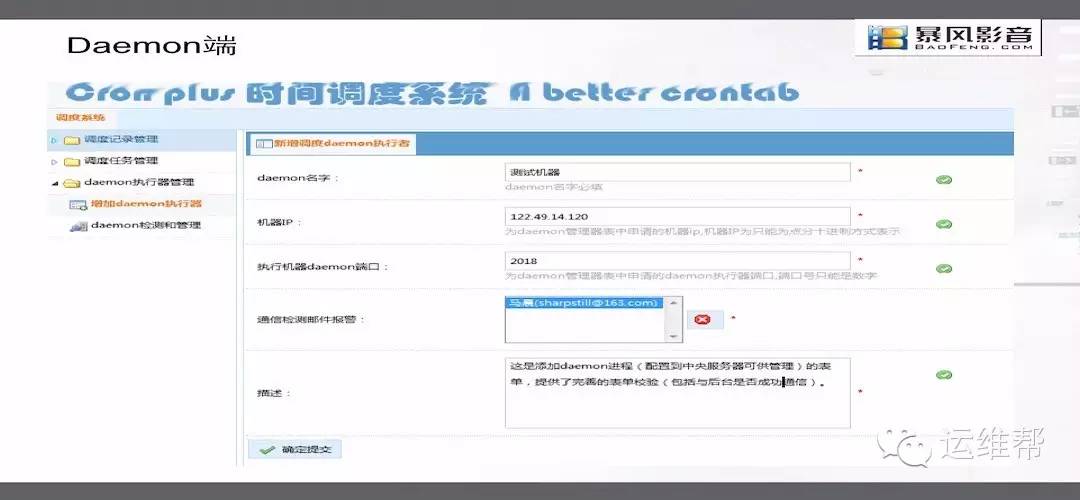 Daemon端
暴风影音
BAOFENG.COM
Cron plus 时间调度系统 A better crontab
调度系统
调度记录管理
调度任务管理
daemon执行器管理
增加daemon执行器
daemon检测和管理
新增调度daemon执行者
daemon名字：
测试机器
*
daemon名字必填
机器IP：
122.49.14.120
*
为daemon管理器表中申请的机器ip,机器IP为只能为点分十进制方式表示
执行机器daemon端口：
2018
*
为daemon管理器表中申请的daemon执行器端口,端口号只能是数字
通信检测邮件报警：
马晨(sharpstill@163.com)
*
描述：
这是添加daemon进程（配置到中央服务器可供管理）的表
单，提供了完善的表单校验（包括与后台是否成功通信）。
*
确定提交
运维帮